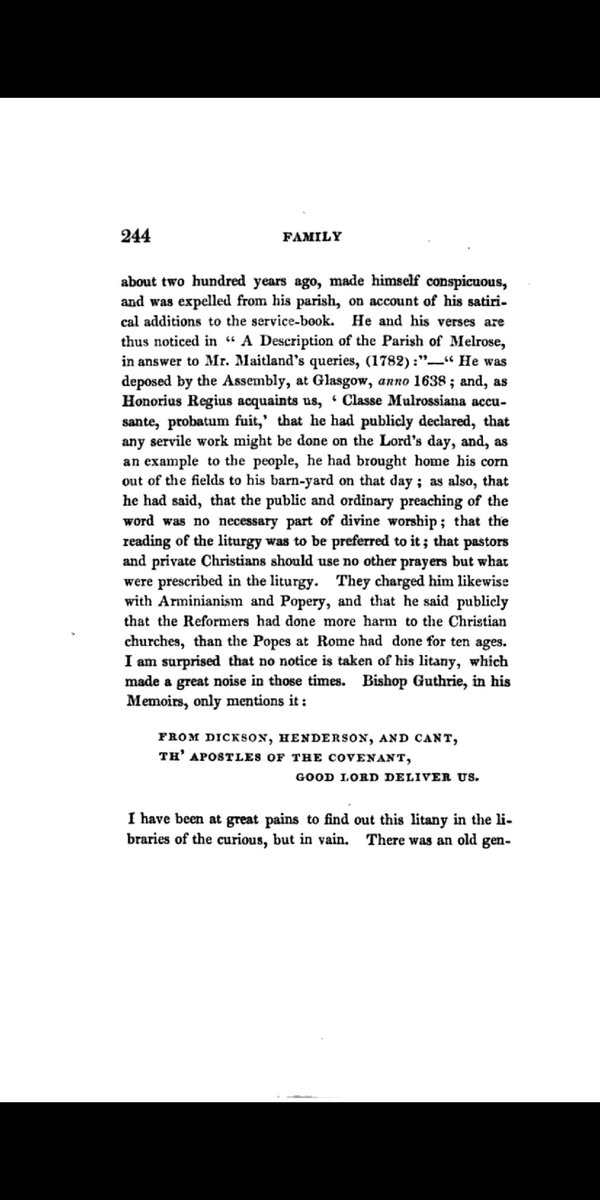 244 FAMILY
about two hundred years ago, made himself conspicuous,
and was expelled from his parish, on account of his satiri-
cal additions to the service-book. He and his verses are
thus noticed in “ A Description of the Parish of Melrose,
in answer to Mr. Maitland's queries, (1782) :”—“ He was
deposed by the Assembly, at Glasgow, anno 1638 ; and, as
Honorius Regius acquaints us, ‘ Classe Mulrossiana accu-
sante, probatum fuit,’ that he had publicly declared, that
any servile work might be done on the Lord's day, and, as
an example to the people, he had brought home his corn
out of the fields to his barn-yard on that day ; as also, that
he had said, that the public and ordinary preaching of the
word was no necessary part of divine worship ; that the
reading of the liturgy was to be preferred to it ; that pastors
and private Christians should use no other prayers but what
were prescribed in the liturgy. They charged him likewise
with Arminianism and Popery, and that he said publicly
that the Reformers had done more harm to the Christian
churches, than the Popes at Rome had done for ten ages.
I am surprised that no notice is taken of his litany, which
made a great noise in those times. Bishop Guthrie, in his
Memoirs, only mentions it :
FROM DICKSON, HENDERSON, AND CANT,
TH' APOSTLES OF THE COVENANT,
GOOD LORD DELIVER US.
I have been at great pains to find out this litany in the li-
braries of the curious, but in vain. There was an old gen-